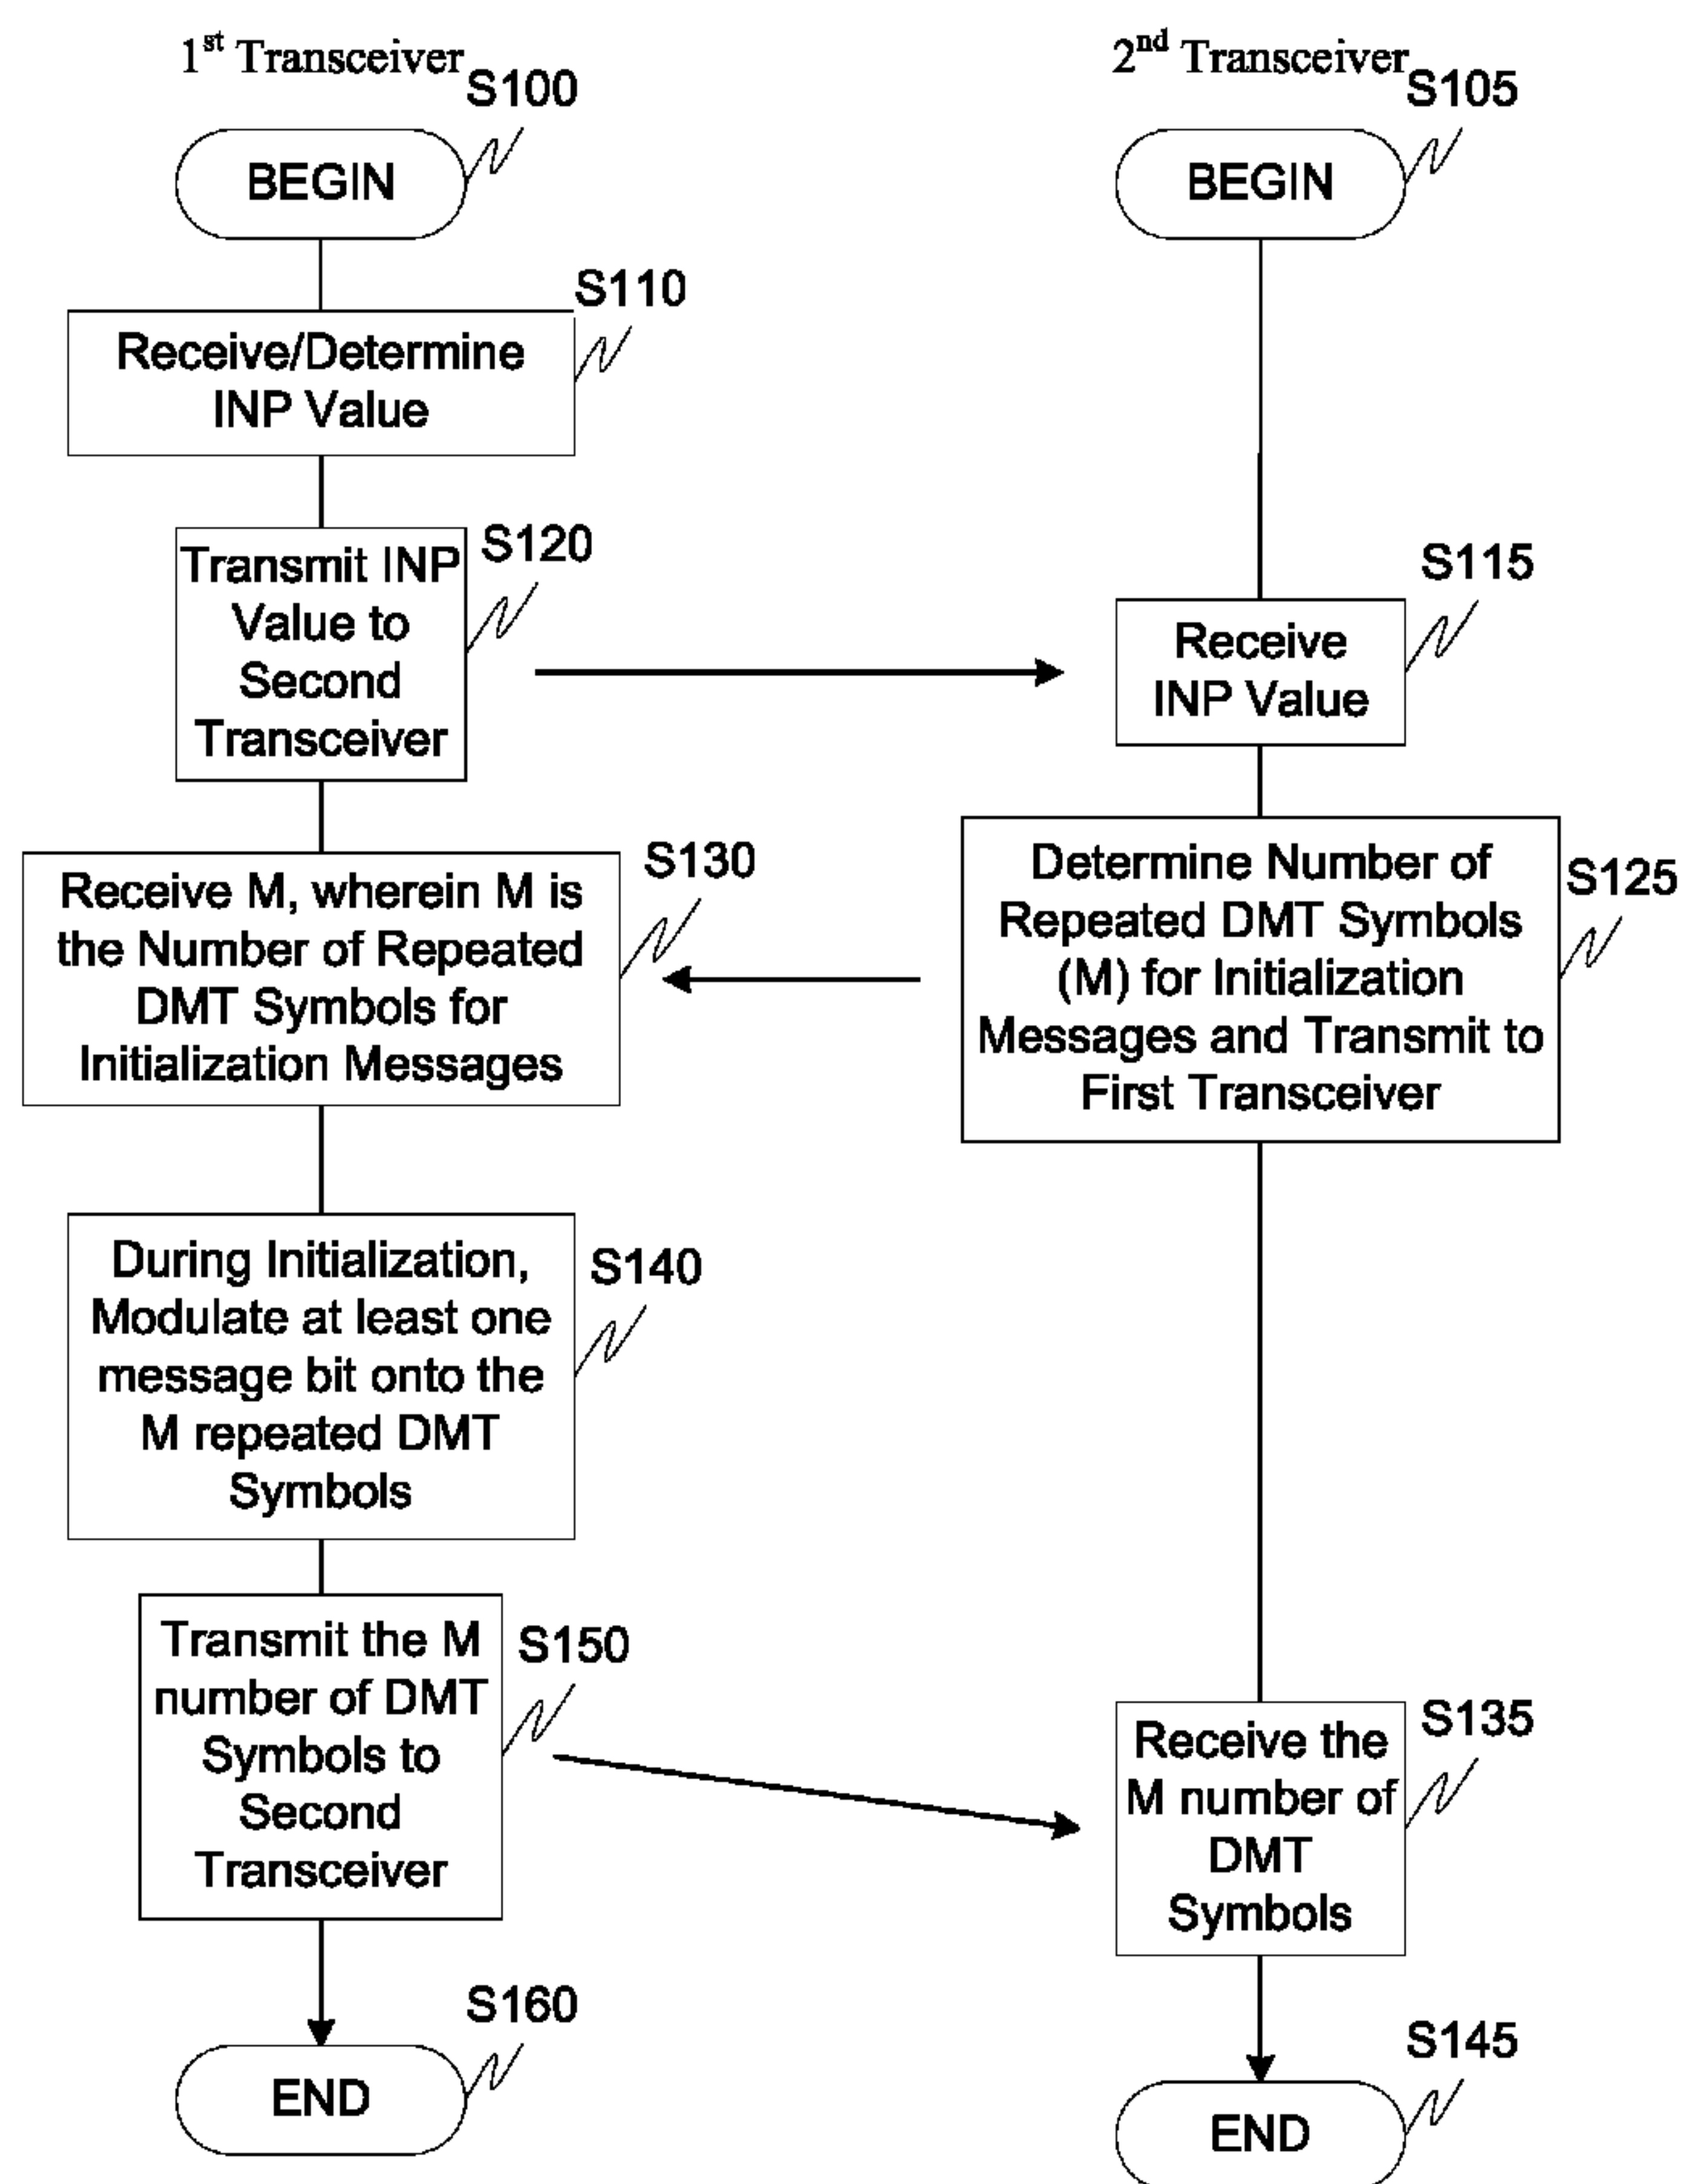 1st Transceiver
S100
BEGIN
S110
Receive/Determine
INP Value
S120
Transmit INP
Value to
Second
Transceiver
S130
Receive M, wherein M is
the Number of Repeated
DMT Symbols for
Initialization Messages
S140
During Initialization,
Modulate at least one
message bit onto the
M repeated DMT
Symbols
S150
Transmit the M
number of DMT
Symbols to
Second
Transceiver
S160
END
2nd Transceiver
S105
BEGIN
S115
Receive
INP Value
S125
Determine Number of
Repeated DMT Symbols
(M) for Initialization
Messages and Transmit to
First Transceiver
S135
Receive the
M number of
DMT
Symbols
S145
END